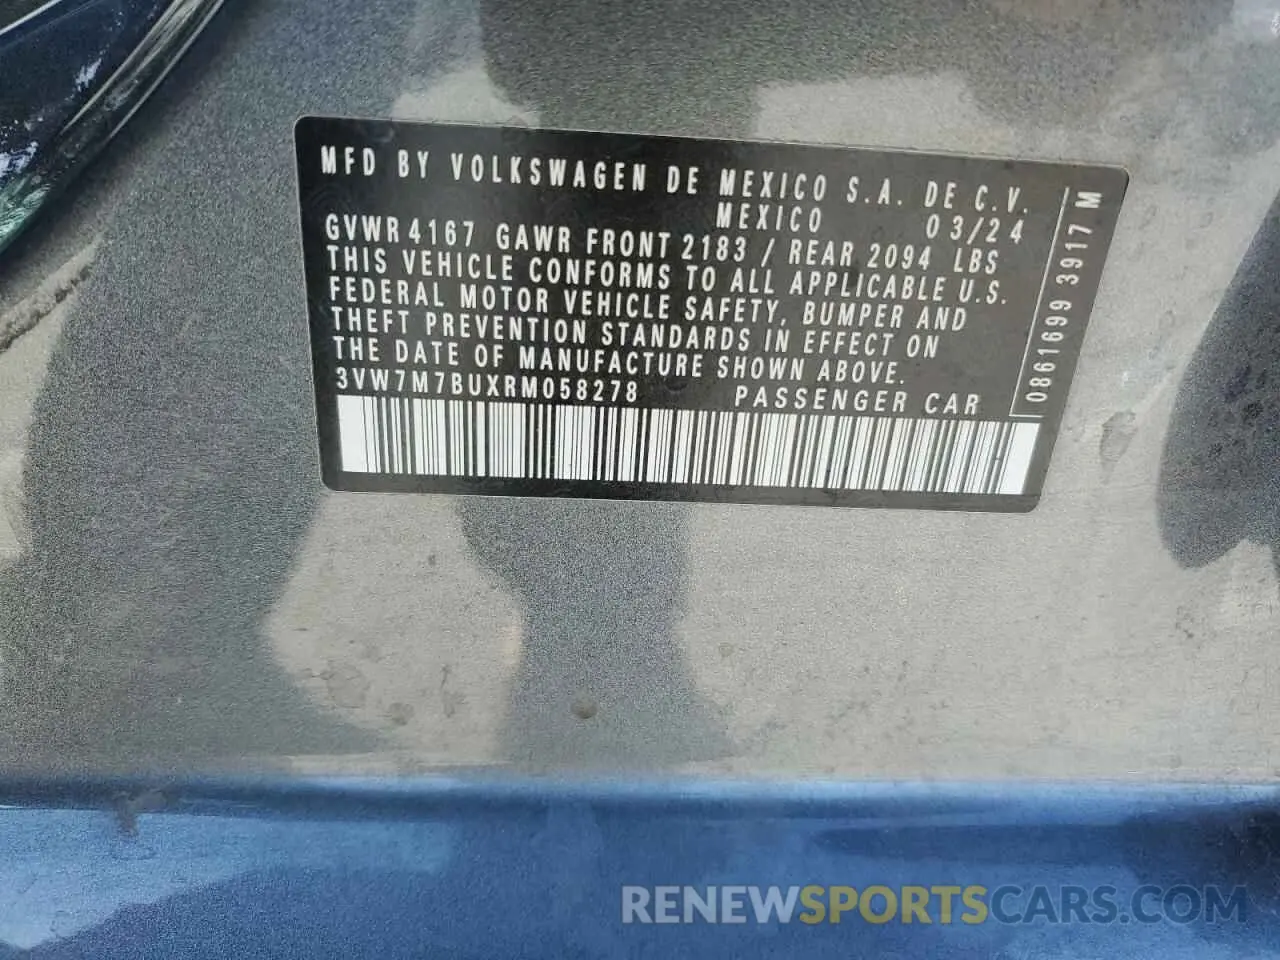 MFD BY VOLKSWAGEN DE MEXICO S.A. DE C.V.
MEXICO 03/24
GVWR 4167 GAWR FRONT 2183 / REAR 2094 LBS
THIS VEHICLE CONFORMS TO ALL APPLICABLE U.S.
FEDERAL MOTOR VEHICLE SAFETY, BUMPER AND
THEFT PREVENTION STANDARDS IN EFFECT ON
THE DATE OF MANUFACTURE SHOWN ABOVE.
3VW7M7BUXRM058278 PASSENGER CAR
0861699 3917 M
RENEWSPORTSCARS.COM